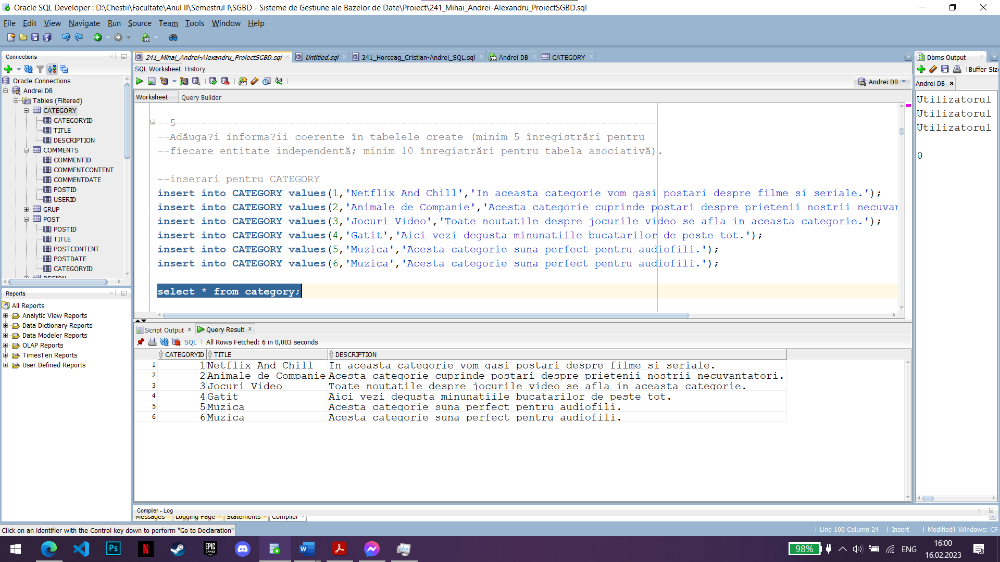 Oracle SQL Developer : D:\Chestii\Facultate\Anul II\Semestrul I\SGBD - Sisteme de Gestiune ale Bazelor de Date\Proiect\241_Mihai_Andrei-Alexandru_ProiectSGBD.sql
File Edit View Navigate Run Source Team Tools Window Help
Connections
Oracle Connections
Andrei DB
Tables (Filtered)
CATEGORY
CATEGORYID
TITLE
DESCRIPTION
COMMENTS
COMMENTID
COMMENTCONTENT
COMMENTDATE
POSTID
USERID
GRUP
POST
POSTID
TITLE
POSTCONTENT
POSTDATE
CATEGORYID
REGION
Reports
All Reports
Analytic View Reports
Data Dictionary Reports
Data Modeler Reports
OLAP Reports
TimesTen Reports
User Defined Reports
241_Mihai_Andrei-Alexandru_ProiectSGBD.sql Untitled.sql 241_Horceag_Cristian-Andrei_SQL.sql Andrei DB CATEGORY
SQL Worksheet History
Andrei DB
Worksheet Query Builder
--5-----------------------------------------------------------------------------
--Adăuga?i informa?ii coerente în tabelele create (minim 5 înregistrări pentru
--fiecare entitate independentă; minim 10 înregistrări pentru tabela asociativă).
--inserari pentru CATEGORY
insert into CATEGORY values(1,'Netflix And Chill','In aceasta categorie vom gasi postari despre filme si seriale.');
insert into CATEGORY values(2,'Animale de Companie','Acesta categorie cuprinde postari despre prietenii nostrii necuvan
insert into CATEGORY values(3,'Jocuri Video','Toate noutatile despre jocurile video se afla in aceasta categorie.');
insert into CATEGORY values(4,'Gatit','Aici vezi degusta minunatiile bucatarilor de peste tot.');
insert into CATEGORY values(5,'Muzica','Acesta categorie suna perfect pentru audiofili.');
insert into CATEGORY values(6,'Muzica','Acesta categorie suna perfect pentru audiofili.');
select * from category;
Script Output Query Result
SQL All Rows Fetched: 6 in 0,003 seconds
CATEGORYID TITLE DESCRIPTION
1 1 Netflix And Chill In aceasta categorie vom gasi postari despre filme si seriale.
2 2 Animale de Companie Acesta categorie cuprinde postari despre prietenii nostrii necuvantatori.
3 3 Jocuri Video Toate noutatile despre jocurile video se afla in aceasta categorie.
4 4 Gatit Aici vezi degusta minunatiile bucatarilor de peste tot.
5 5 Muzica Acesta categorie suna perfect pentru audiofili.
6 6 Muzica Acesta categorie suna perfect pentru audiofili.
Compiler - Log
Messages Logging Page Statements Compiler
Dbms Output
Buffer Size
Andrei DB
Utilizatorul
Utilizatorul
Utilizatorul
0
Click on an identifier with the Control key down to perform "Go to Declaration"
Line 100 Column 24 Insert Modified Windows: CR
Ps
N
EPIC GAMES
98% ENG
16:00
16.02.2023